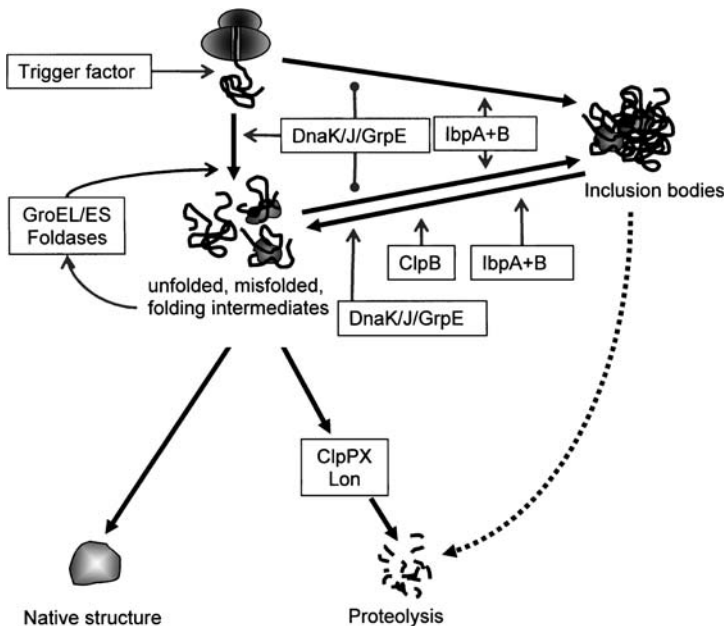 Trigger factor
DnaK/J/GrpE
IbpA+B
Inclusion bodies
GroEL/ES
Foldases
unfolded, misfolded,
folding intermediates
ClpB
IbpA+B
DnaK/J/GrpE
ClpPX
Lon
Native structure
Proteolysis